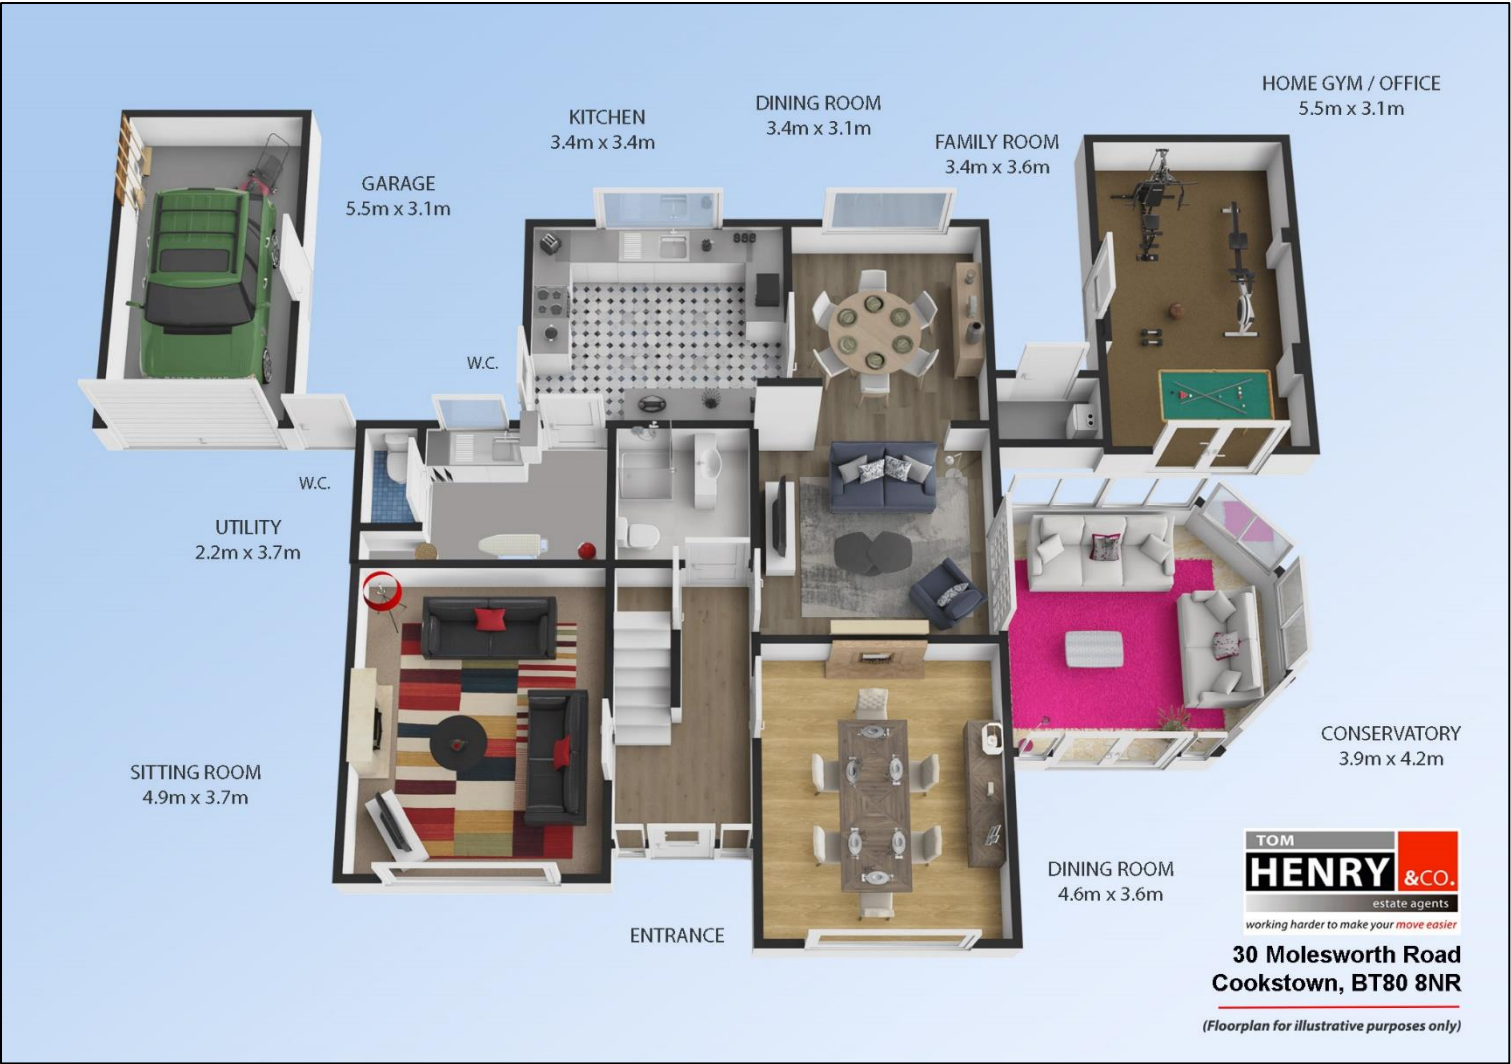 HOME GYM / OFFICE
5.5m x 3.1m
DINING ROOM
3.4m x 3.1m
KITCHEN
3.4m x 3.4m
FAMILY ROOM
3.4m x 3.6m
GARAGE
5.5m x 3.1m
W.C.
W.C.
UTILITY
2.2m x 3.7m
CONSERVATORY
3.9m x 4.2m
SITTING ROOM
4.9m x 3.7m
DINING ROOM
4.6m x 3.6m
ENTRANCE
TOM
HENRY &CO.
estate agents
working harder to make your move easier
30 Molesworth Road
Cookstown, BT80 8NR
(Floorplan for illustrative purposes only)